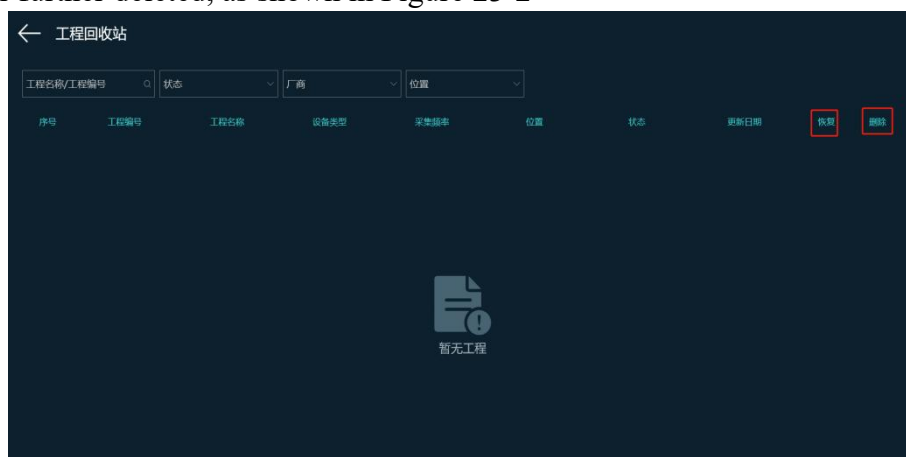 further deleted, as shown in Figure 23-2
工程回收站
工程名称/工程编号 状态 厂商 位置
序号 工程编号 工程名称 设备类型 采集频率 位置 状态 更新日期 恢复 删除
暂无工程